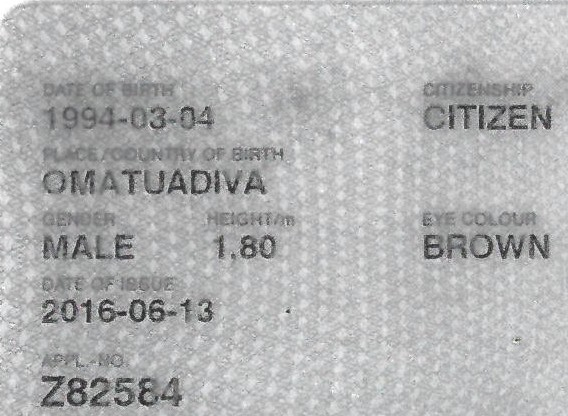 DATE OF BIRTH CITIZENSHIP
1994-03-04 CITIZEN
PLACE/COUNTRY OF BIRTH
OMATUADIVA
GENDER HEIGHT/m EYE COLOUR
MALE 1.80 BROWN
DATE OF ISSUE
2016-06-13
APPL.-NO.
Z82584